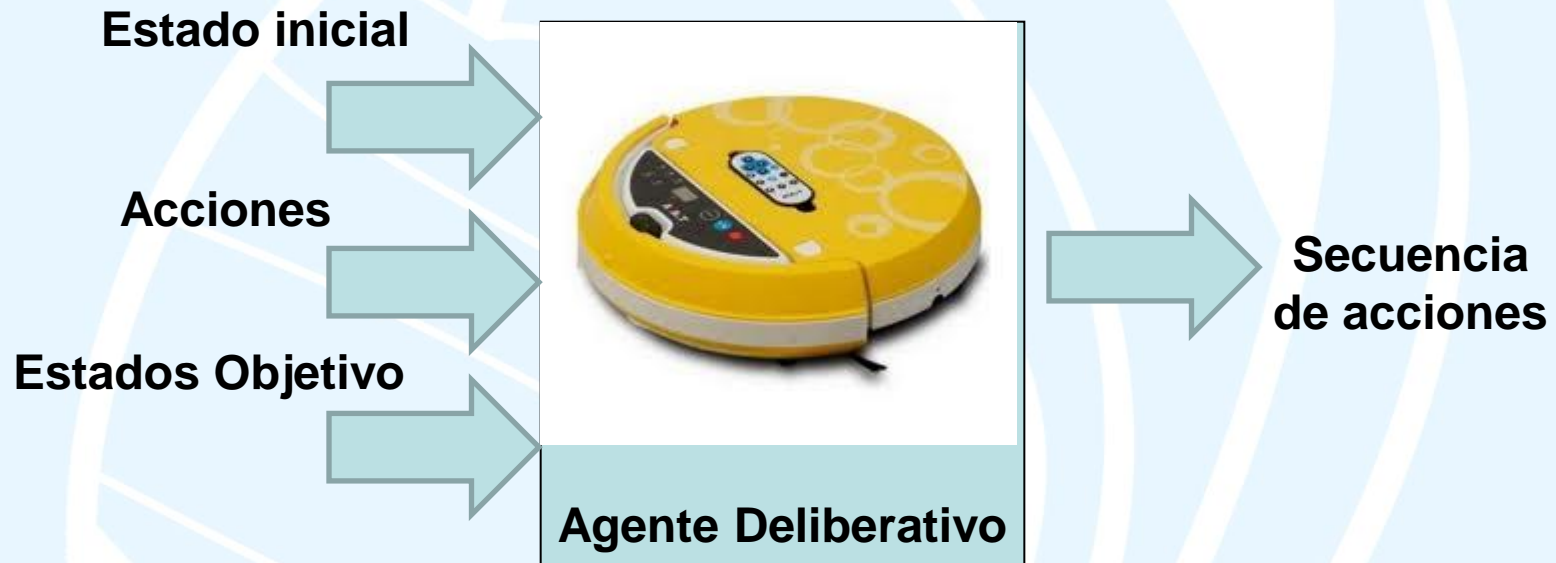 Estado inicial
Acciones
Estados Objetivo
Agente Deliberativo
Secuencia
de acciones